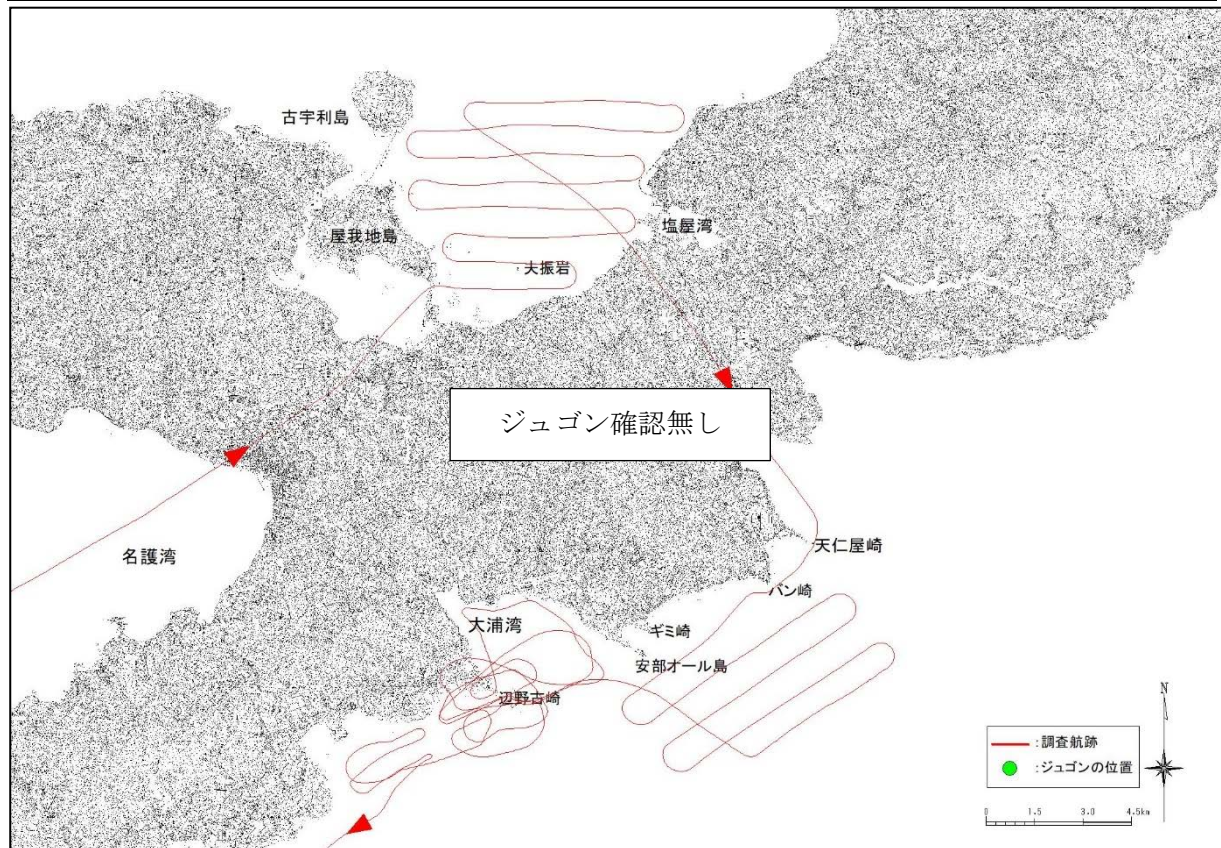 古宇利島
屋我地島
塩屋湾
夫振岩
ジュゴン確認無し
名護湾
天仁屋崎
バン崎
大浦湾
ギミ崎
安部オール島
辺野古崎
N
:調査航跡
:ジュゴンの位置
0 1.5 3.0 4.5km